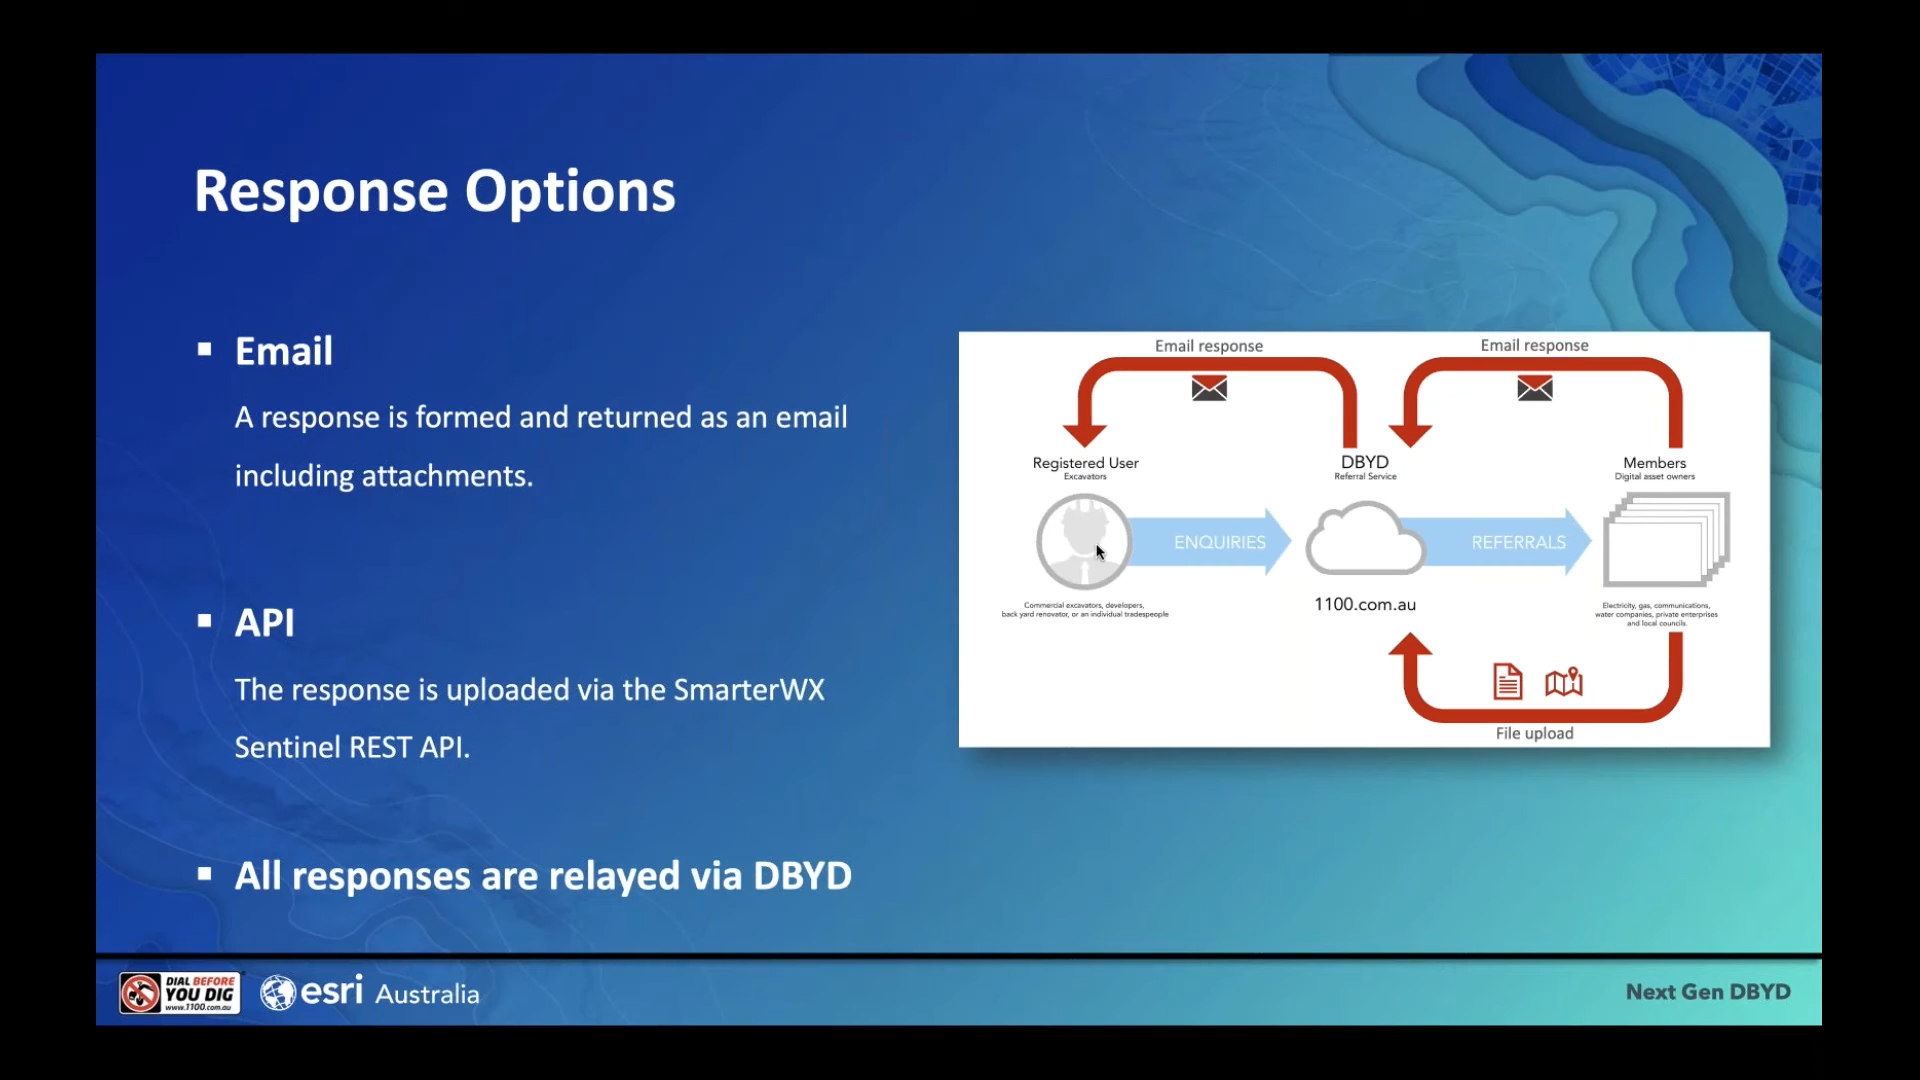 Response Options
▪ Email
A response is formed and returned as an email
including attachments.
▪ API
The response is uploaded via the SmarterWX
Sentinel REST API.
▪ All responses are relayed via DBYD
Email response
Email response
Registered User
Excavators
DBYD
Referral Service
Members
Digital asset owners
ENQUIRIES
REFERRALS
Commercial excavators, developers,
back yard renovator, or an individual tradespeople
1100.com.au
Electricity, gas, communications,
water companies, private enterprises
and local councils.
File upload
DIAL BEFORE
YOU DIG
www.1100.com.au
esri Australia
Next Gen DBYD